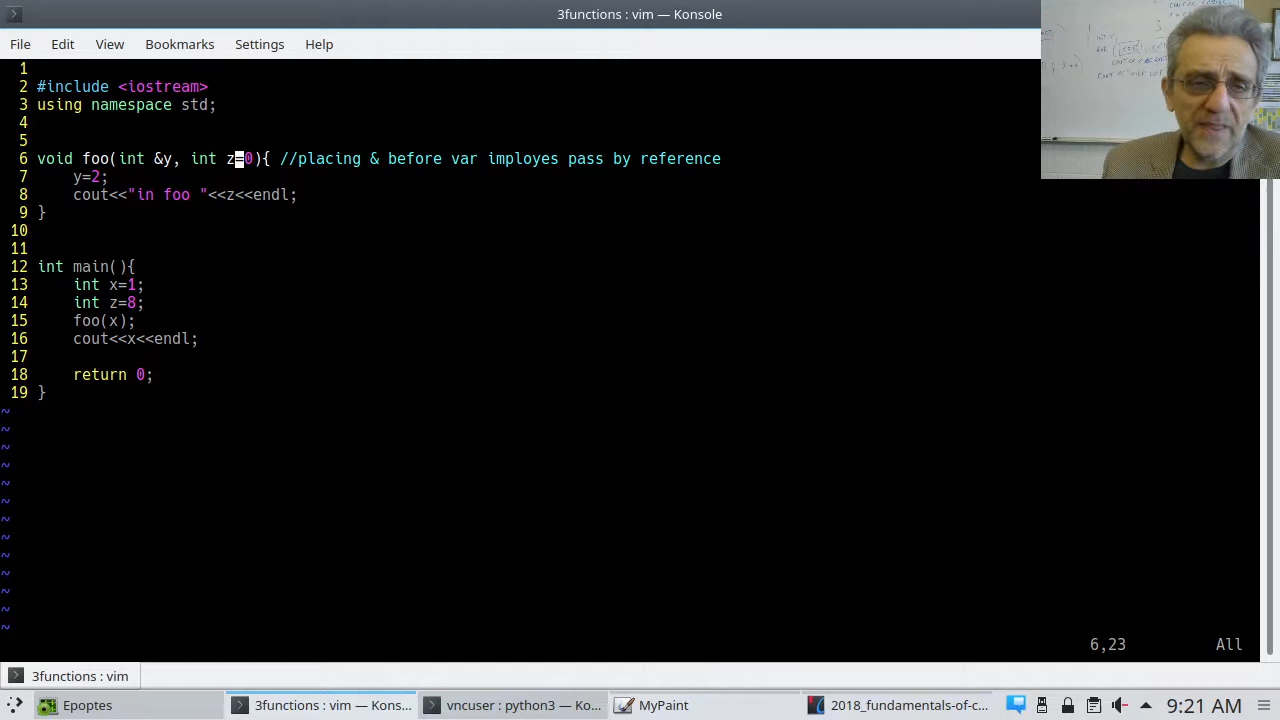 3functions : vim — Konsole
File Edit View Bookmarks Settings Help
1
2 #include <iostream>
3 using namespace std;
4
5
6 void foo(int &y, int z=0){ //placing & before var imployes pass by reference
7 y=2;
8 cout<<"in foo "<<z<<endl;
9 }
10
11
12 int main(){
13 int x=1;
14 int z=8;
15 foo(x);
16 cout<<x<<endl;
17
18 return 0;
19 }
~
~
~
~
~
~
~
~
~
~
~
~
~
6,23 All
3functions : vim
Epoptes 3functions : vim — Kons... vncuser : python3 — Ko... MyPaint 2018_fundamentals-of-c... 9:21 AM